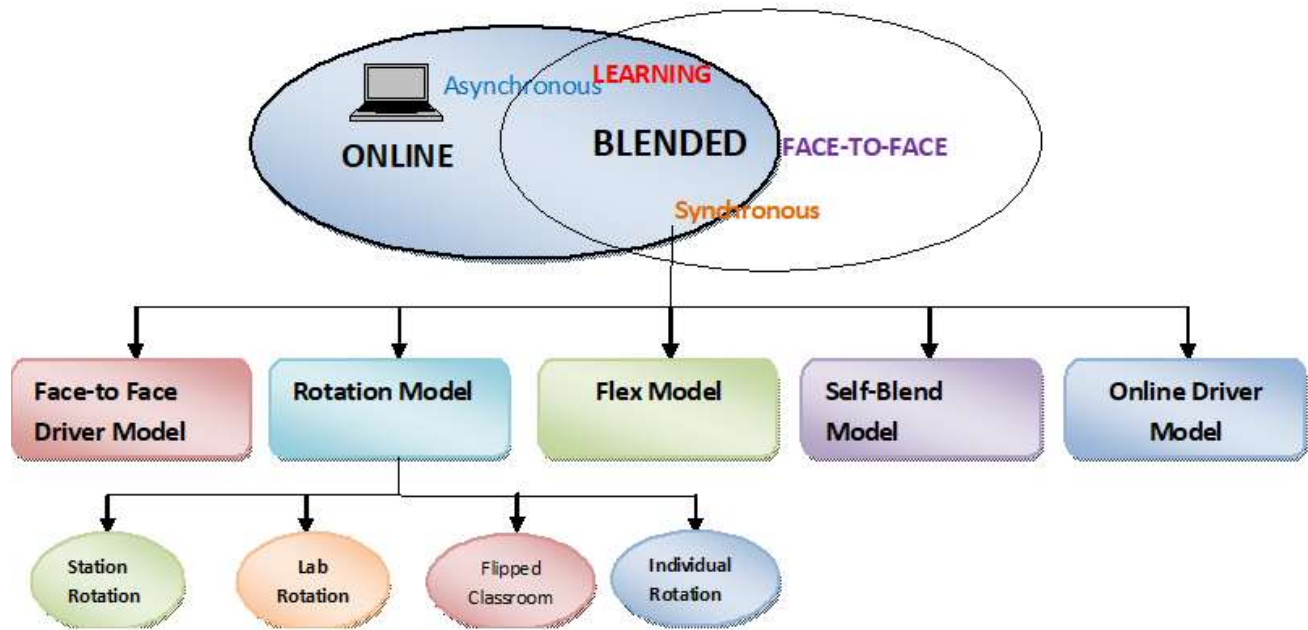 LEARNING
Asynchronous
BLENDED
ONLINE
FACE-TO-FACE
Synchronous
Face-to Face
Driver Model
Rotation Model
Flex Model
Self-Blend
Model
Online Driver
Model
Station
Rotation
Lab
Rotation
Flipped
Classroom
Individual
Rotation